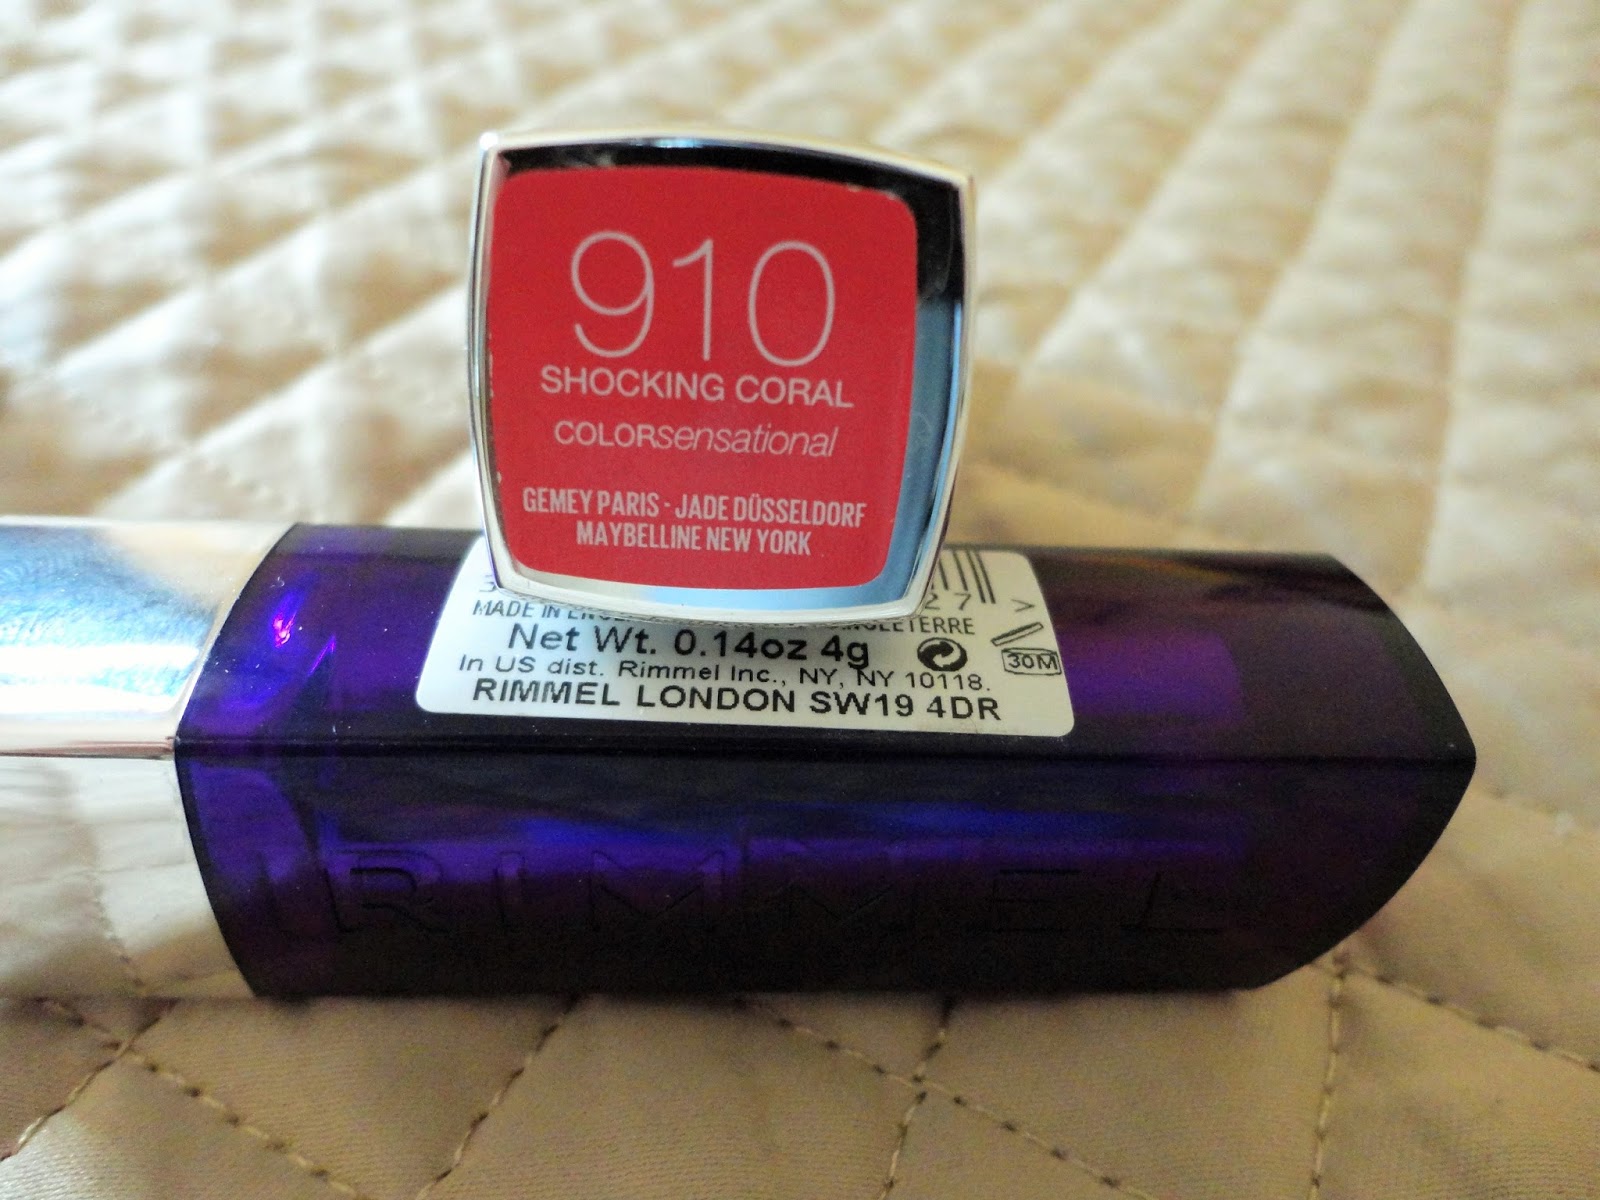 910
SHOCKING CORAL
COLORsensational
GEMEY PARIS - JADE DÜSSELDORF
MAYBELLINE NEW YORK
27 >
MADE IN
Net Wt. 0.14oz 4g
30M
In US dist. Rimmel Inc., NY, NY 10118.
RIMMEL LONDON SW19 4DR
RIMMEL